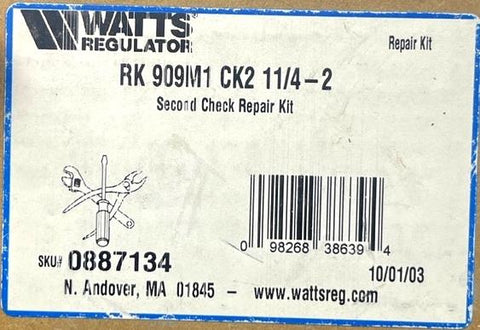 WATTS
REGULATOR
Repair Kit
RK 909M1 CK2 11/4-2
Second Check Repair Kit
0 98268 38639 4
SKU# 0887134
10/01/03
N. Andover, MA 01845 - www.wattsreg.com